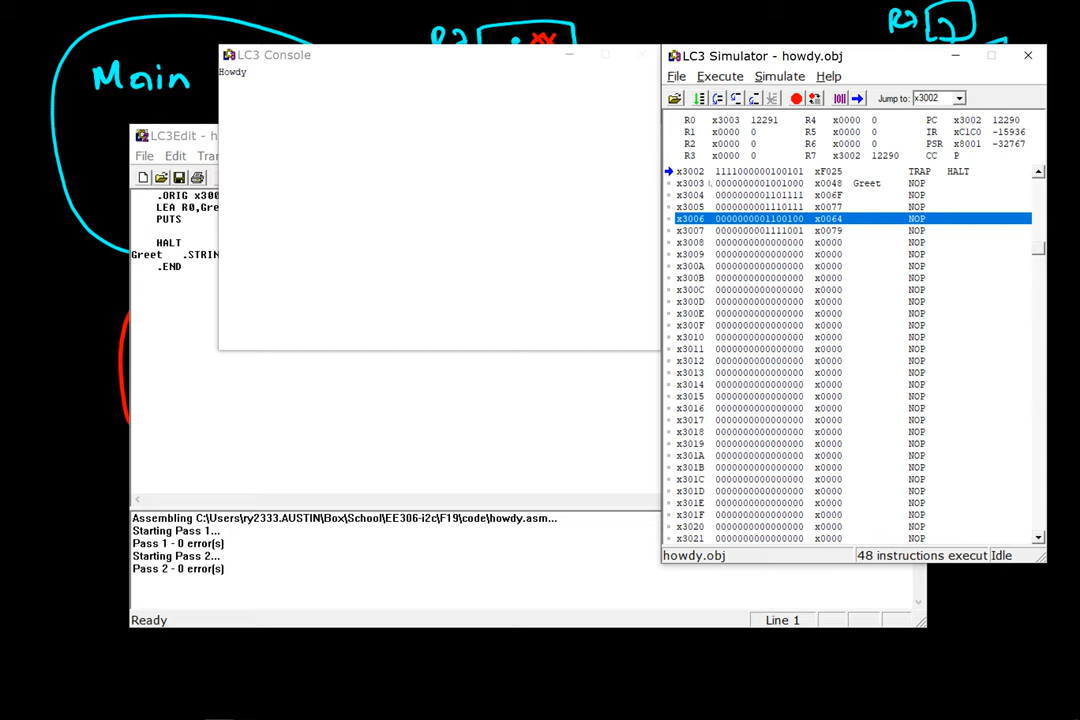 Main
R7
R7 2
LC3 Console
Howdy
LC3Edit - h
File Edit Tra
.ORIG x300
LEA R0,Gre
PUTS
HALT
Greet .STRIN
.END
Assembling C:\Users\ry2333.AUSTIN\Box\School\EE306-i2c\F19\code\howdy.asm...
Starting Pass 1...
Pass 1 - 0 error(s)
Starting Pass 2...
Pass 2 - 0 error(s)
Ready Line 1
LC3 Simulator - howdy.obj
File Execute Simulate Help
Jump to: x3002
R0 x3003 12291 R4 x0000 0 PC x3002 12290
R1 x0000 0 R5 x0000 0 IR xC1C0 -15936
R2 x0000 0 R6 x0000 0 PSR x8001 -32767
R3 x0000 0 R7 x3002 12290 CC P
x3002 1111000000100101 xF025 TRAP HALT
x3003 0000000001001000 x0048 Greet NOP
x3004 0000000001101111 x006F NOP
x3005 0000000001110111 x0077 NOP
x3006 0000000001100100 x0064 NOP
x3007 0000000001111001 x0079 NOP
x3008 0000000000000000 x0000 NOP
x3009 0000000000000000 x0000 NOP
x300A 0000000000000000 x0000 NOP
x300B 0000000000000000 x0000 NOP
x300C 0000000000000000 x0000 NOP
x300D 0000000000000000 x0000 NOP
x300E 0000000000000000 x0000 NOP
x300F 0000000000000000 x0000 NOP
x3010 0000000000000000 x0000 NOP
x3011 0000000000000000 x0000 NOP
x3012 0000000000000000 x0000 NOP
x3013 0000000000000000 x0000 NOP
x3014 0000000000000000 x0000 NOP
x3015 0000000000000000 x0000 NOP
x3016 0000000000000000 x0000 NOP
x3017 0000000000000000 x0000 NOP
x3018 0000000000000000 x0000 NOP
x3019 0000000000000000 x0000 NOP
x301A 0000000000000000 x0000 NOP
x301B 0000000000000000 x0000 NOP
x301C 0000000000000000 x0000 NOP
x301D 0000000000000000 x0000 NOP
x301E 0000000000000000 x0000 NOP
x301F 0000000000000000 x0000 NOP
x3020 0000000000000000 x0000 NOP
x3021 0000000000000000 x0000 NOP
howdy.obj 48 instructions execut Idle